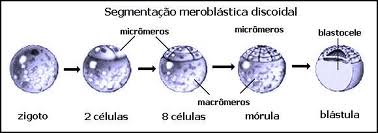 Segmentação meroblástica discoidal
micrômeros
micrômeros
blastocele
macrômeros
zigoto
2 células
8 células
mórula
blástula